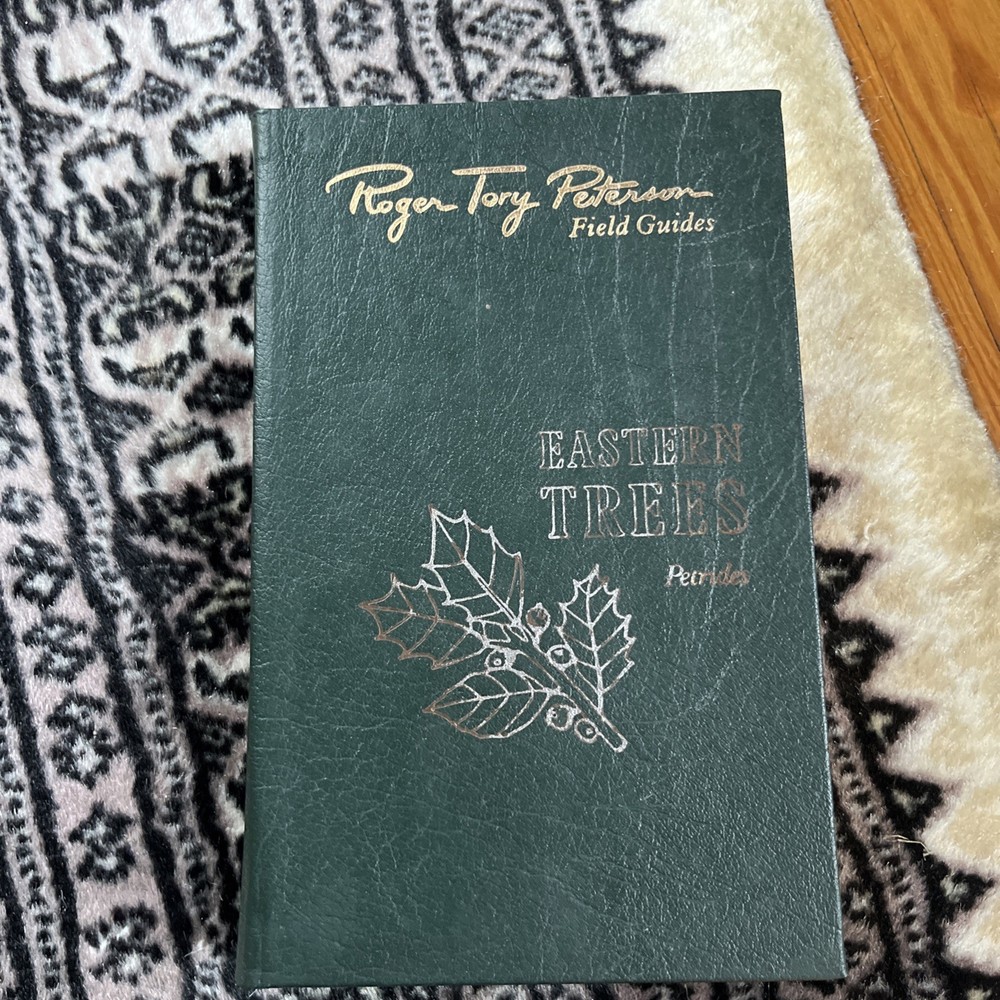 Roger Tory Peterson
Field Guides
EASTERN
TREES
Petrides